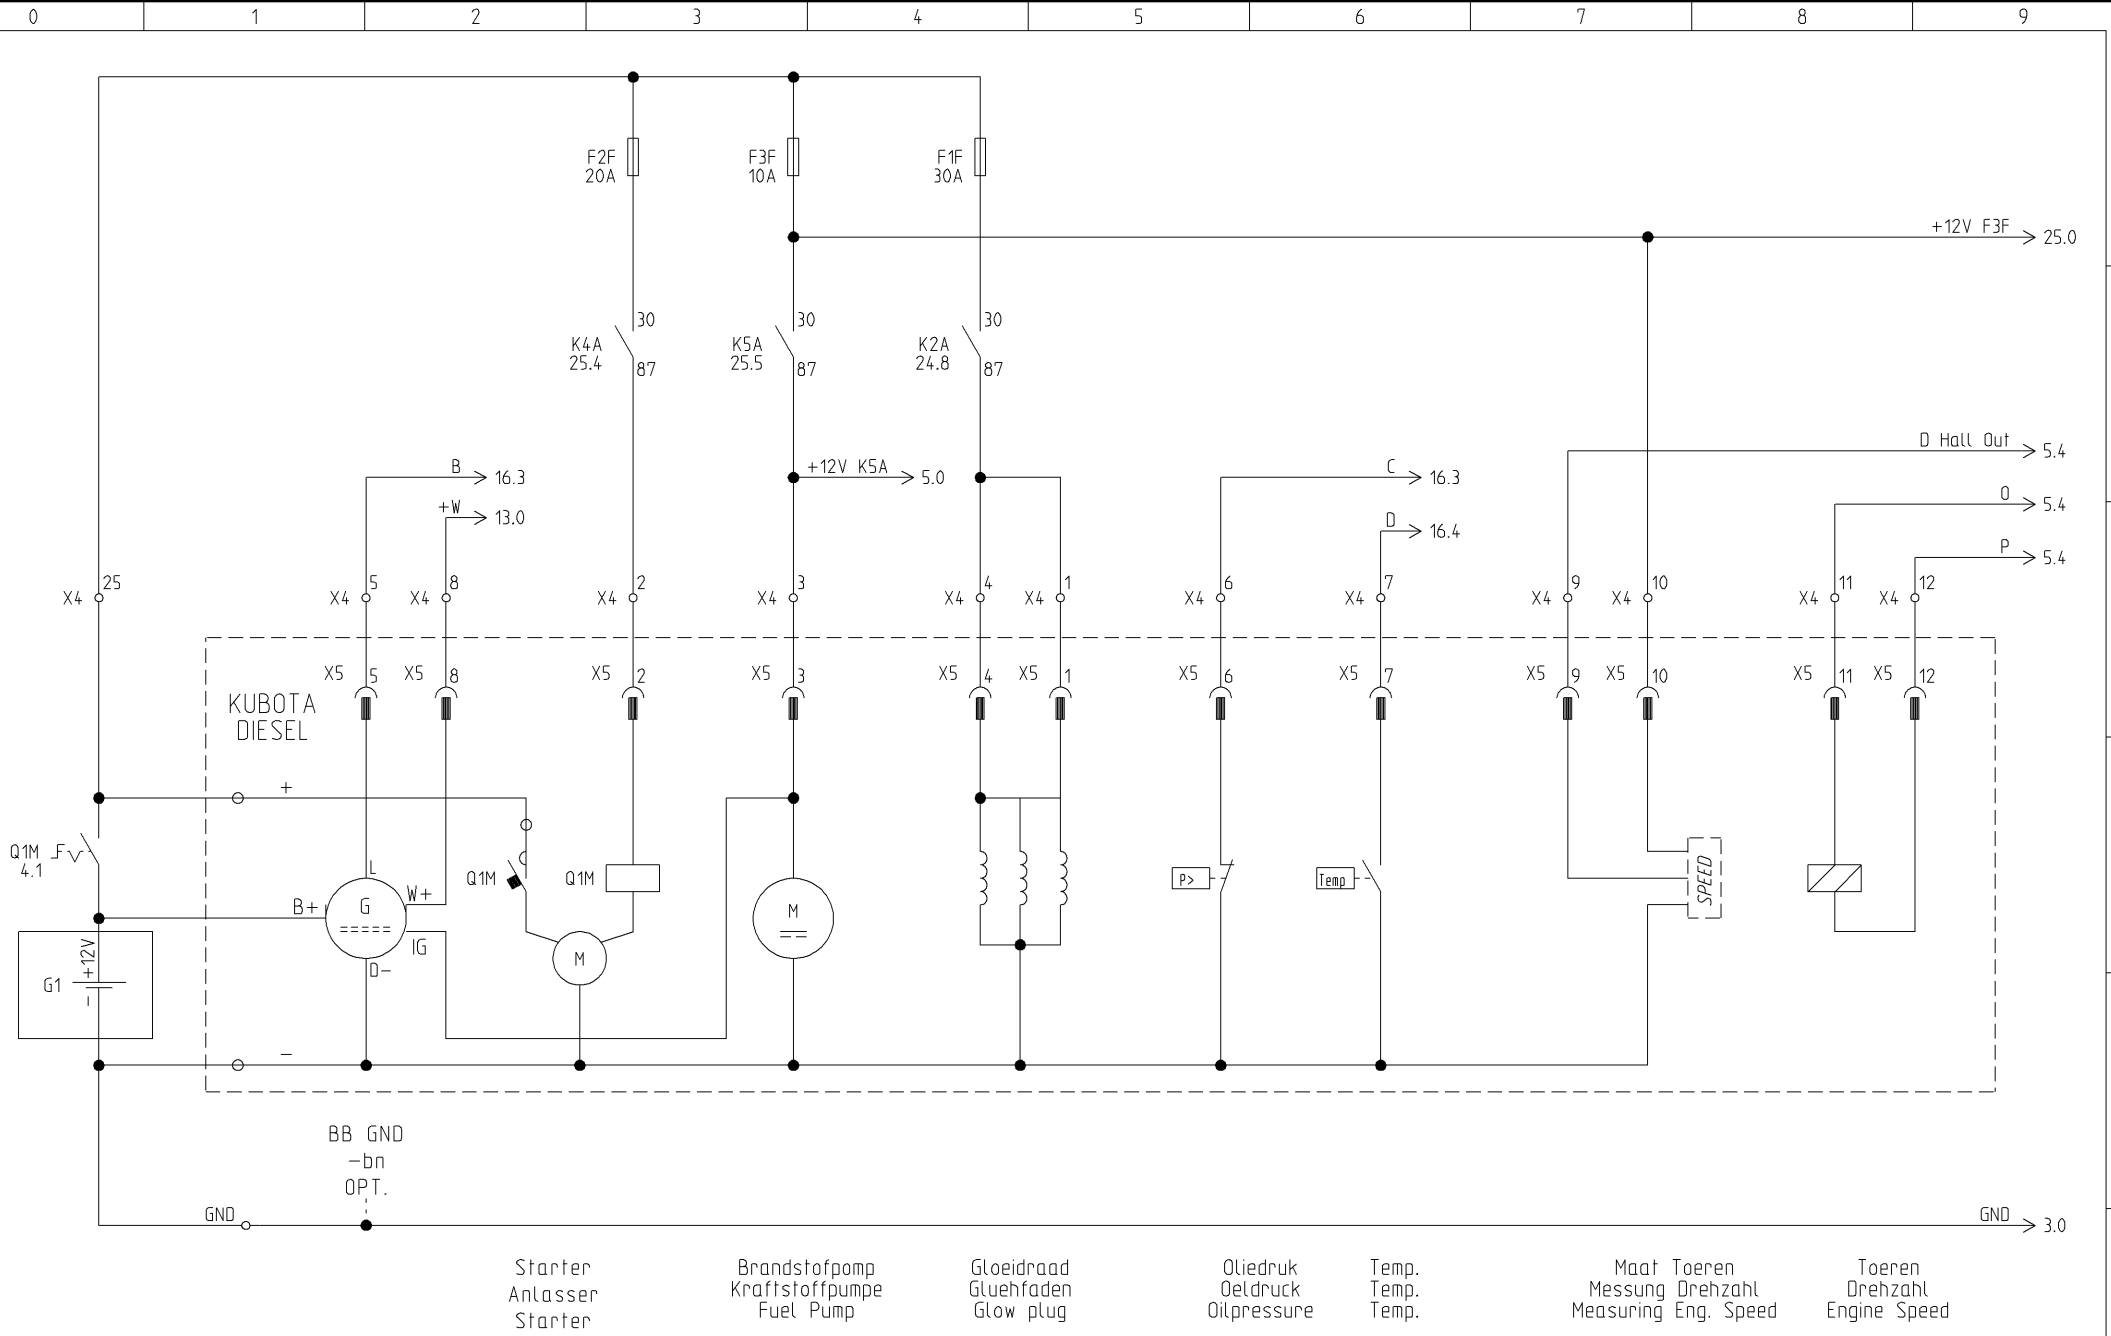 0 1 2 3 4 5 6 7 8 9
F2F
20A
F3F
10A
F1F
30A
+12V F3F 25.0
30
K4A
25.4
87
30
K5A
25.5
87
30
K2A
24.8
87
D Hall Out 5.4
B 16.3
+12V K5A 5.0
C 16.3
O 5.4
+W 13.0
D 16.4
P 5.4
X4 25
X4 5
X4 8
X4 2
X4 3
X4 4
X4 1
X4 6
X4 7
X4 9
X4 10
X4 11
X4 12
X5 5
X5 8
X5 2
X5 3
X5 4
X5 1
X5 6
X5 7
X5 9
X5 10
X5 11
X5 12
KUBOTA
DIESEL
+
Q1M
4.1
L
B+
G
W+
IG
D-
Q1M
Q1M
M
M
P>
Temp
SPEED
G1
+12V
-
-
BB GND
-bn
OPT.
GND
GND 3.0
Starter
Anlasser
Starter
Brandstofpomp
Kraftstoffpumpe
Fuel Pump
Gloeidraad
Gluehfaden
Glow plug
Oliedruk
Oeldruck
Oilpressure
Temp.
Temp.
Temp.
Maat Toeren
Messung Drehzahl
Measuring Eng. Speed
Toeren
Drehzahl
Engine Speed